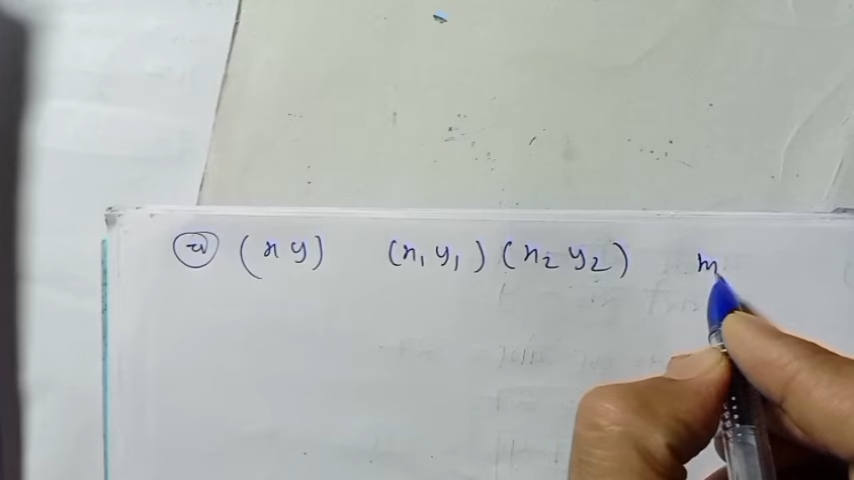 (x y) (x₁ y₁) (x₂ y₂) m